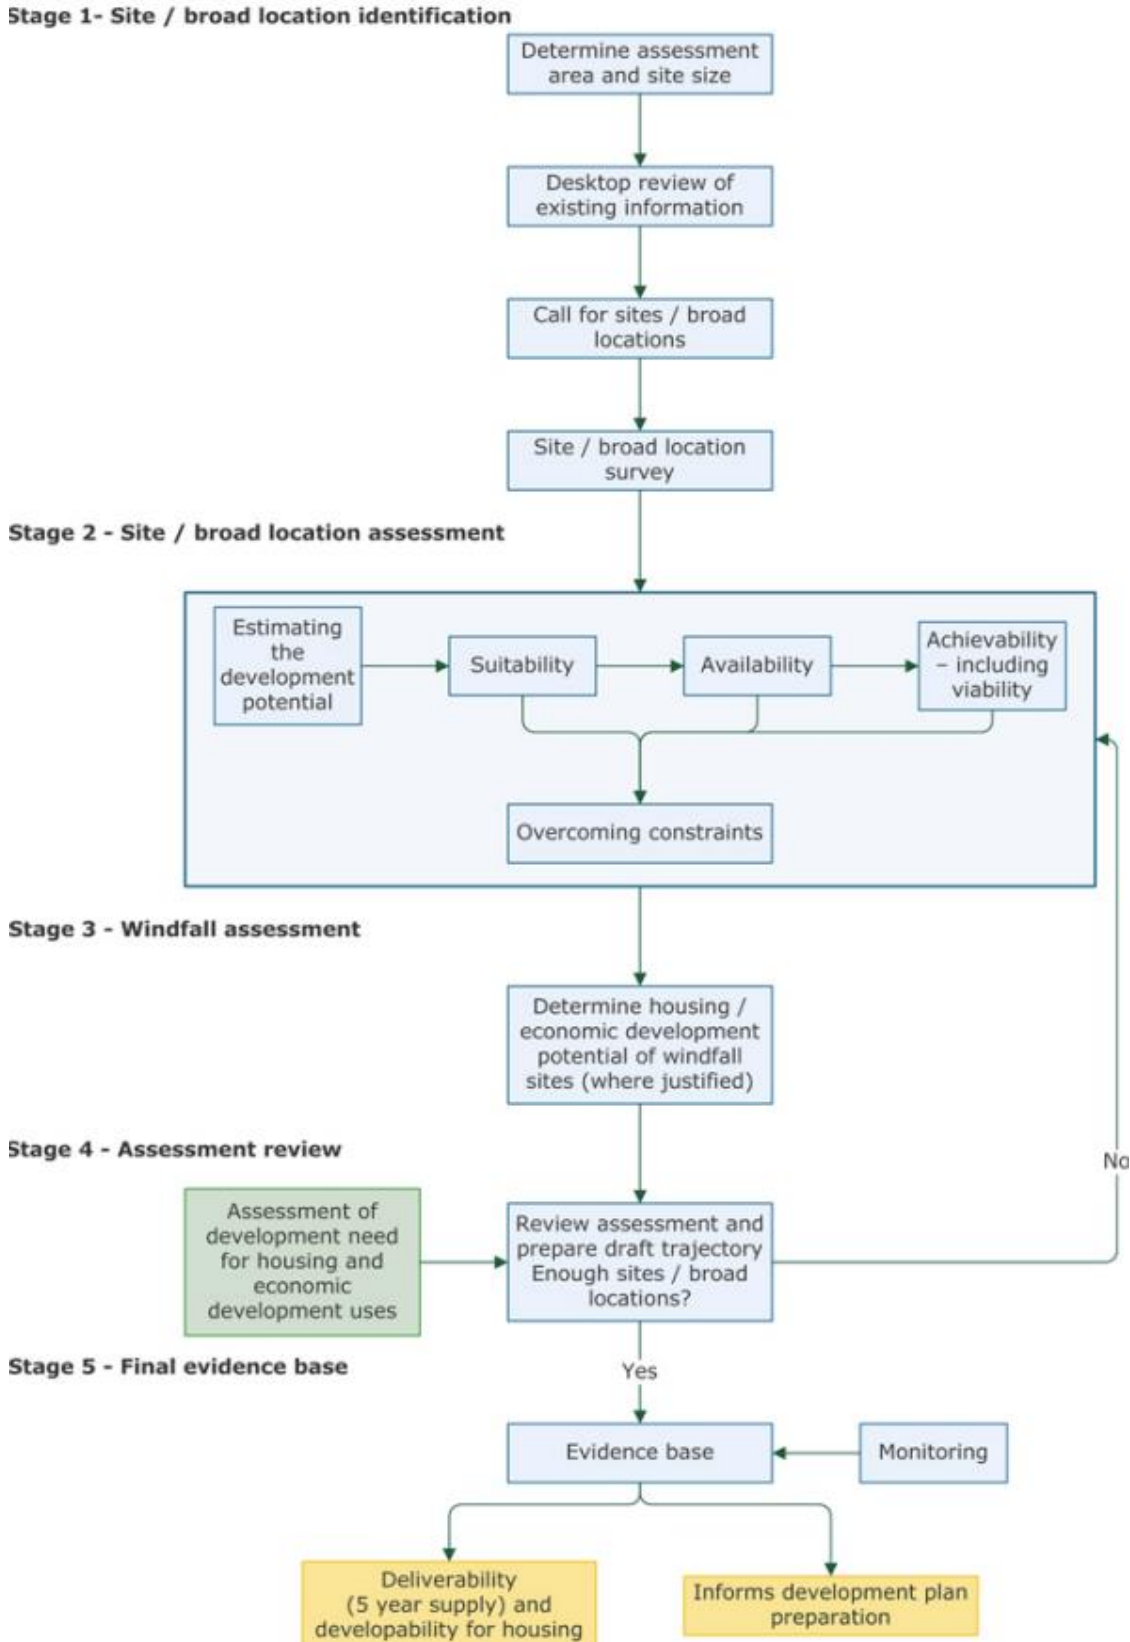 Stage 1- Site / broad location identification
Determine assessment
area and site size
Desktop review of
existing information
Call for sites / broad
locations
Site / broad location
survey
Stage 2 - Site / broad location assessment
Estimating
the
development
potential
Suitability
Availability
Achievability
– including
viability
Overcoming constraints
Stage 3 - Windfall assessment
Determine housing /
economic development
potential of windfall
sites (where justified)
Stage 4 - Assessment review
No
Assessment of
development need
for housing and
economic
development uses
Review assessment and
prepare draft trajectory
Enough sites / broad
locations?
Stage 5 - Final evidence base
Yes
Evidence base
Monitoring
Deliverability
(5 year supply) and
developability for housing
Informs development plan
preparation